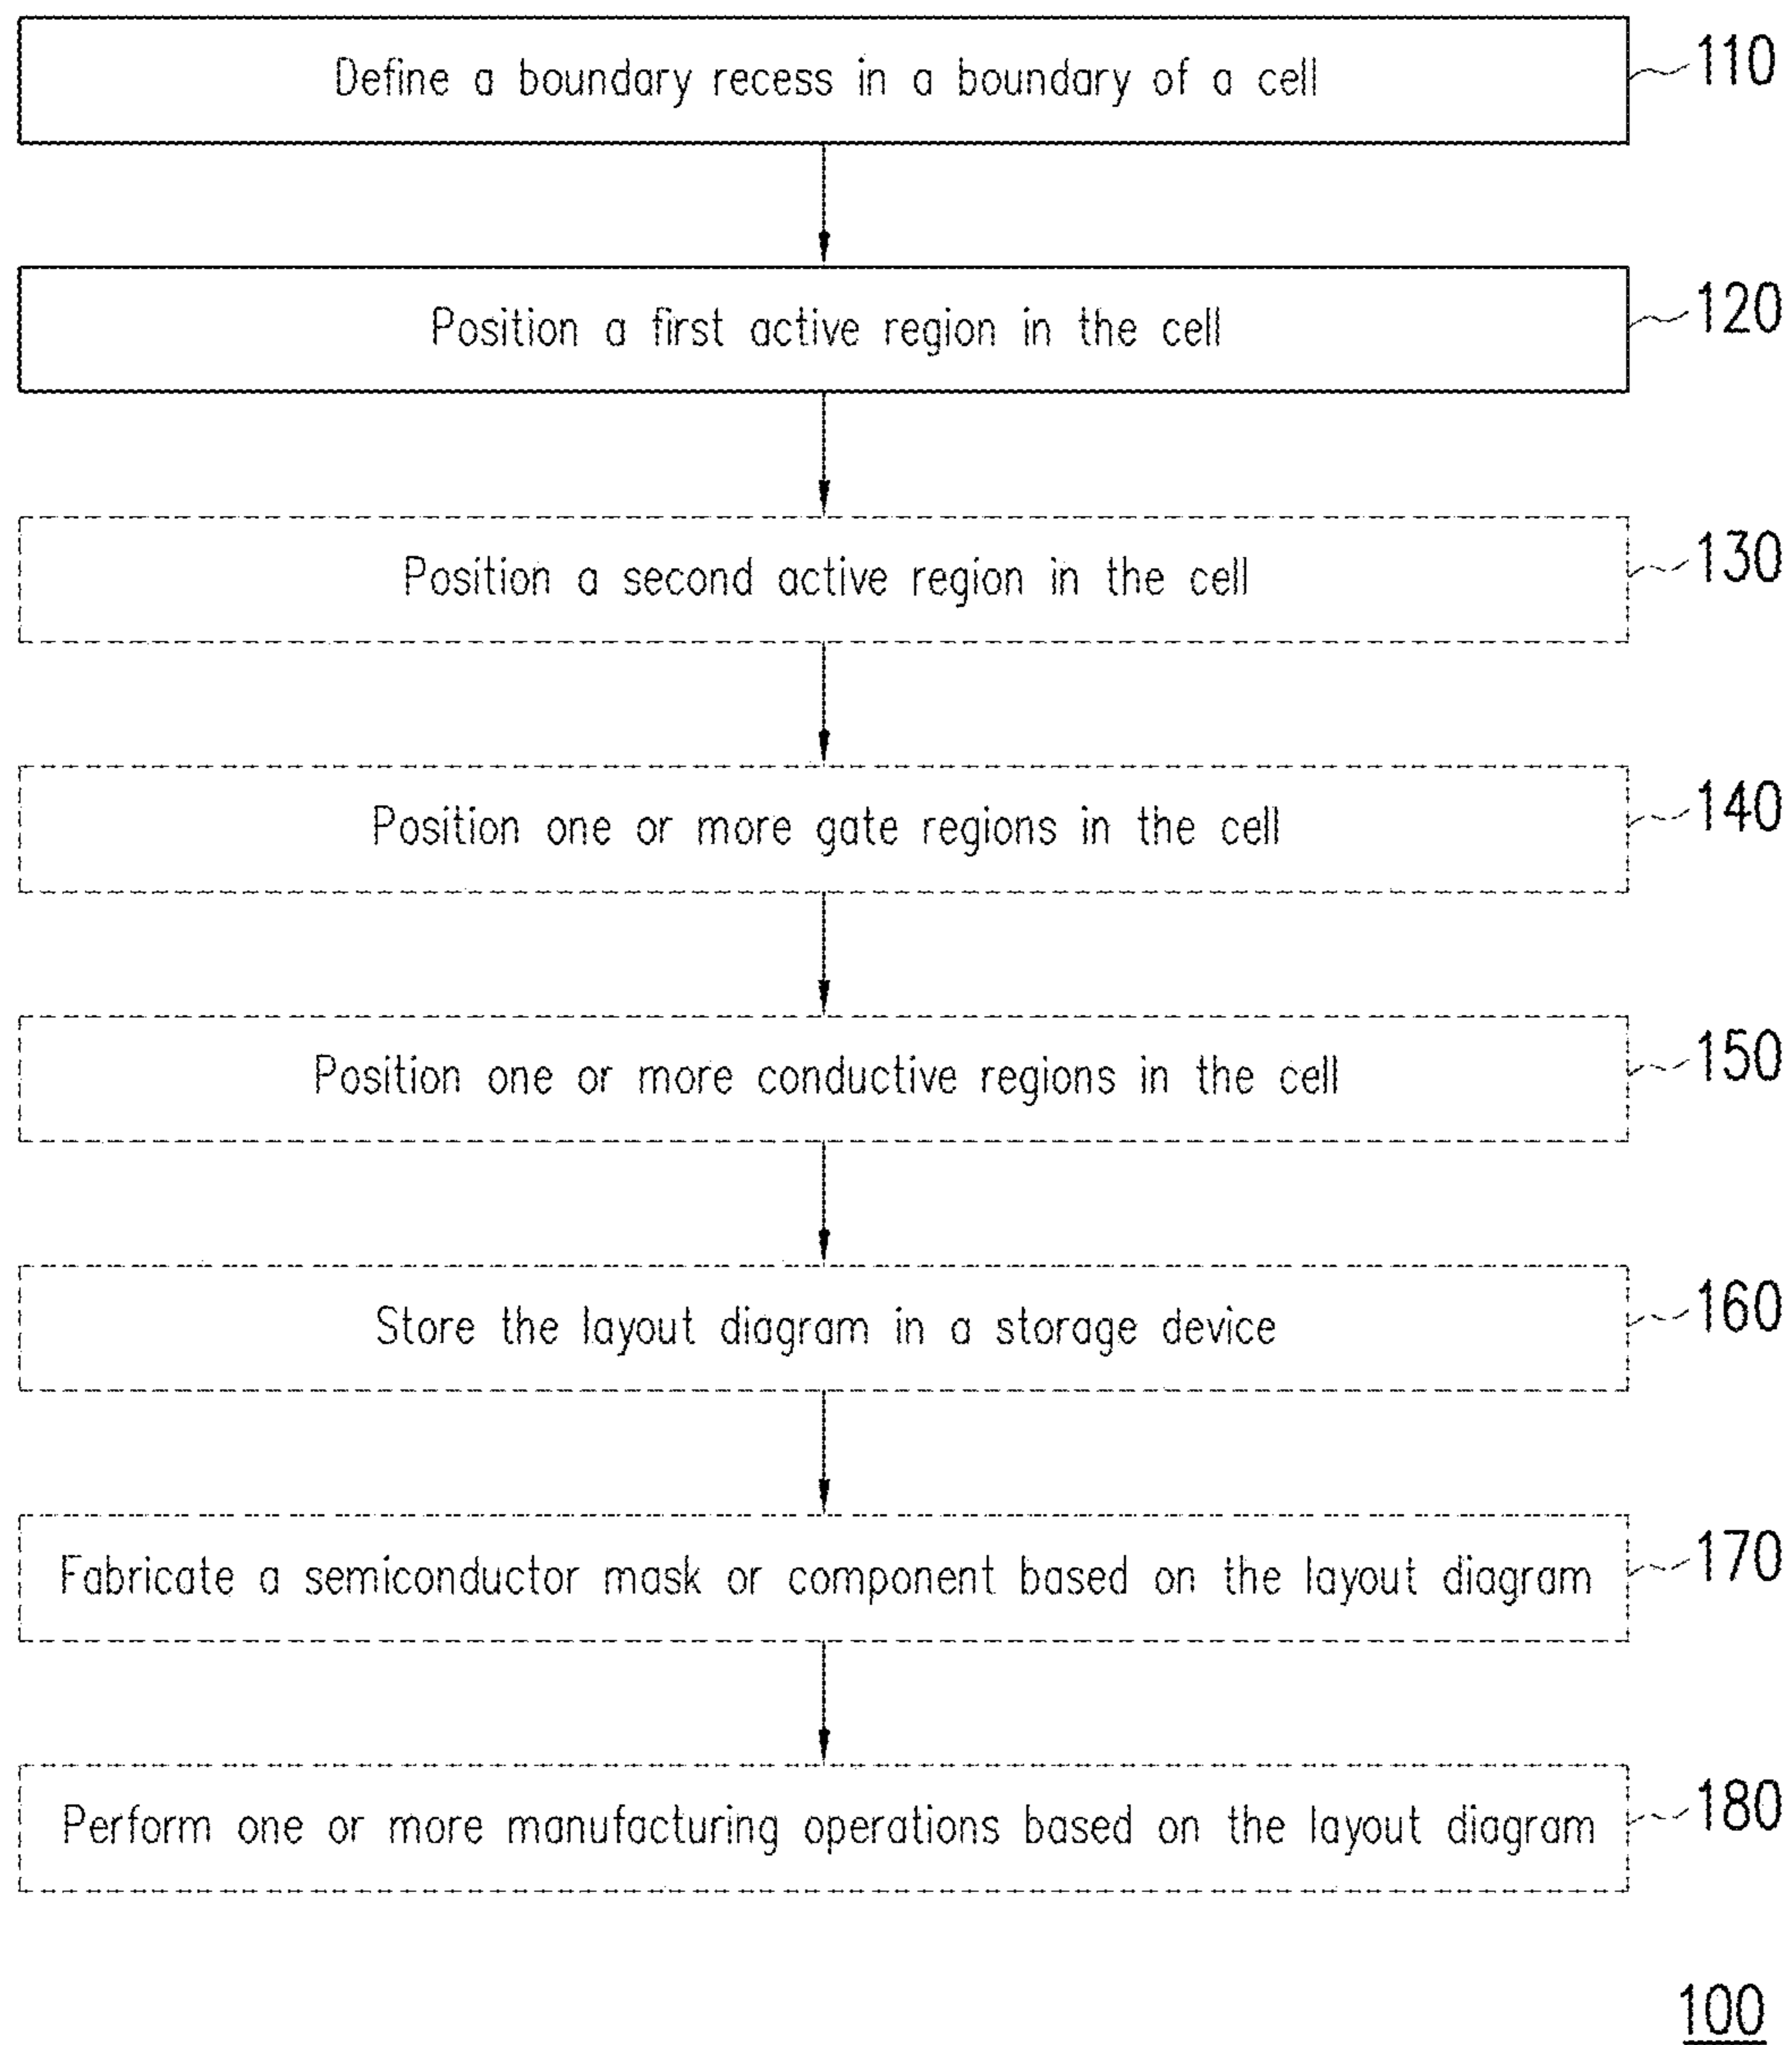 Define a boundary recess in a boundary of a cell
110
Position a first active region in the cell
120
Position a second active region in the cell
130
Position one or more gate regions in the cell
140
Position one or more conductive regions in the cell
150
Store the layout diagram in a storage device
160
Fabricate a semiconductor mask or component based on the layout diagram
170
Perform one or more manufacturing operations based on the layout diagram
180
100